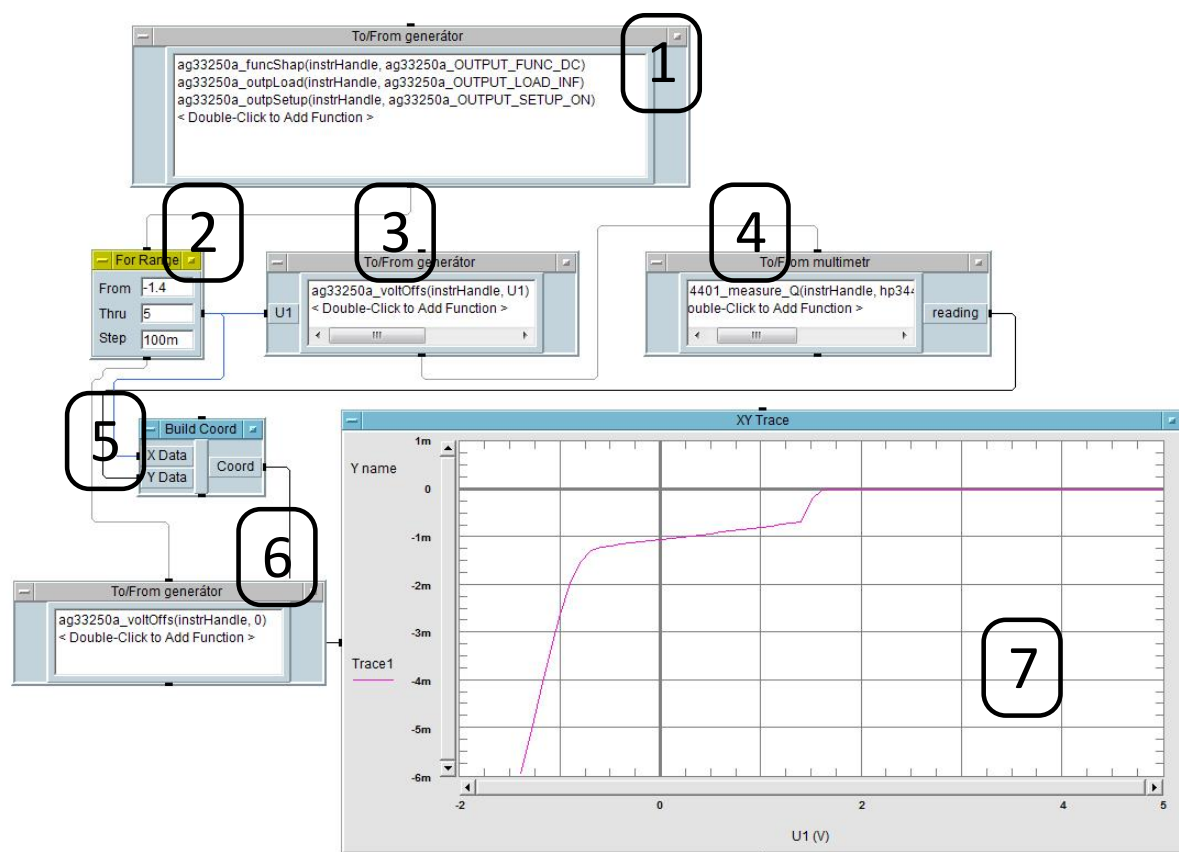 To/From generátor
1
ag33250a_funcShap(instrHandle, ag33250a_OUTPUT_FUNC_DC)
ag33250a_outpLoad(instrHandle, ag33250a_OUTPUT_LOAD_INF)
ag33250a_outpSetup(instrHandle, ag33250a_OUTPUT_SETUP_ON)
< Double-Click to Add Function >
2
For Range
From -1.4
Thru 5
Step 100m
3
To/From generátor
U1
ag33250a_voltOffs(instrHandle, U1)
< Double-Click to Add Function >
4
To/From multimetr
4401_measure_Q(instrHandle, hp344
ouble-Click to Add Function >
reading
5
Build Coord
X Data
Y Data
Coord
6
To/From generátor
ag33250a_voltOffs(instrHandle, 0)
< Double-Click to Add Function >
XY Trace
Y name
Trace1
1m
0
-1m
-2m
-3m
-4m
-5m
-6m
7
-2 0 2 4 5
U1 (V)